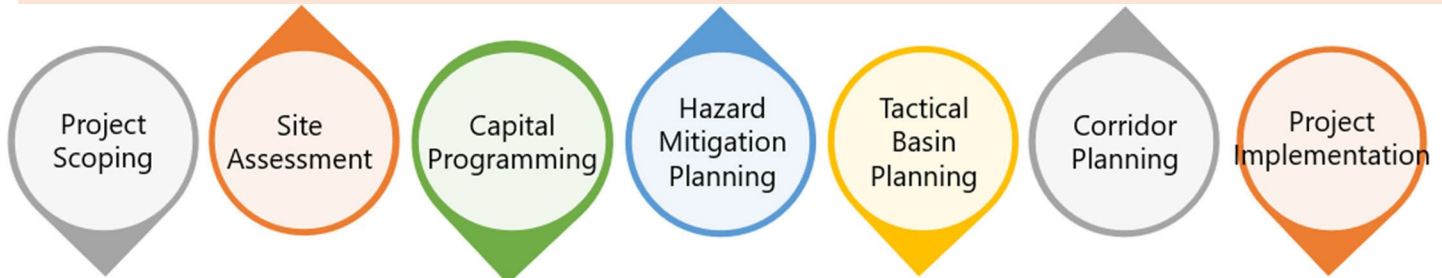 Project
Scoping
Site
Assessment
Capital
Programming
Hazard
Mitigation
Planning
Tactical
Basin
Planning
Corridor
Planning
Project
Implementation